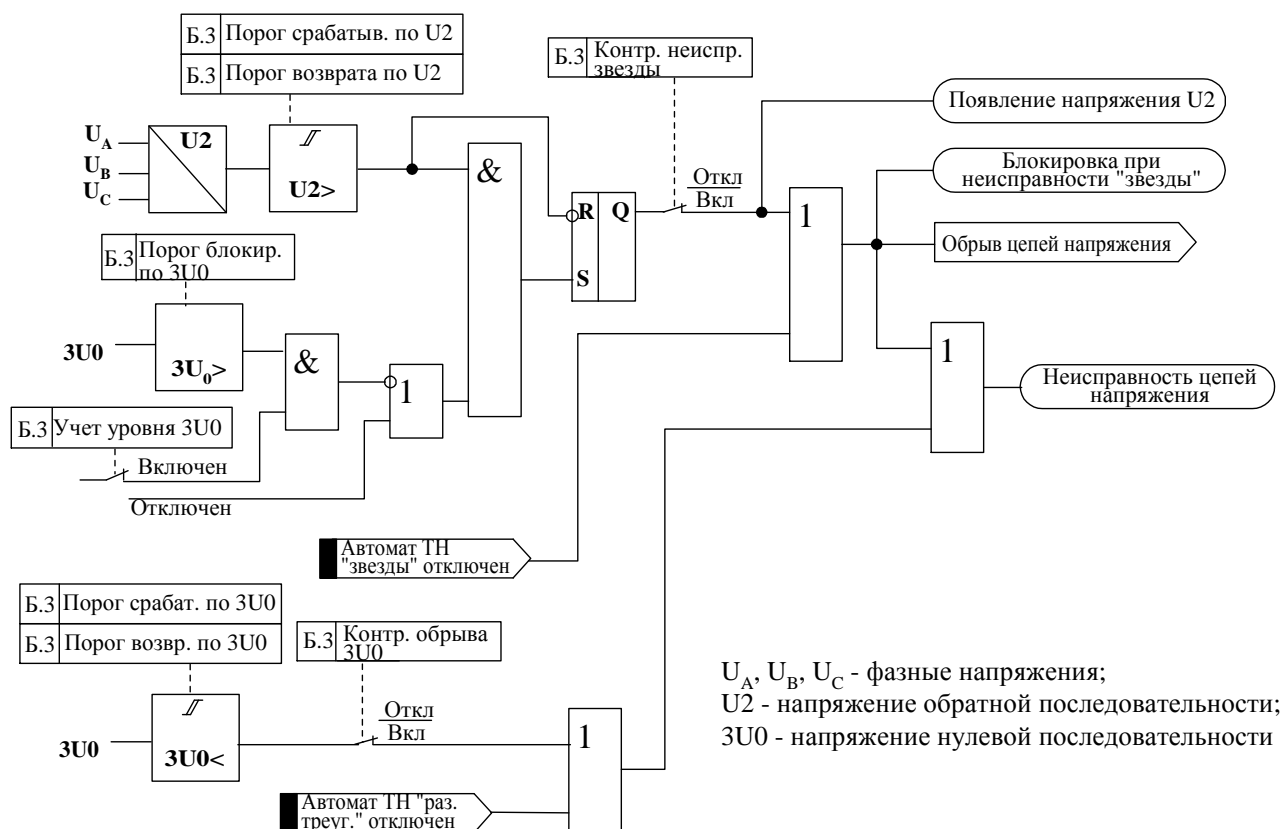 Б.3 Порог срабатыв. по U2
Б.3 Порог возврата по U2
Б.3 Контр. неиспр.
звезды
U_A
U_B
U_C
U2
U2>
&
R Q
S
Откл
Вкл
1
Появление напряжения U2
Блокировка при
неисправности "звезды"
Обрыв цепей напряжения
Б.3 Порог блокир.
по 3U0
3U0
3U_0>
&
1
1
Неисправность цепей
напряжения
Б.3 Учет уровня 3U0
Включен
Отключен
Автомат ТН
"звезды" отключен
Б.3 Порог срабат. по 3U0
Б.3 Порог возвр. по 3U0
Б.3 Контр. обрыва
3U0
3U0
3U0<
Откл
Вкл
1
Автомат ТН "раз.
треуг." отключен
U_A, U_B, U_C - фазные напряжения;
U2 - напряжение обратной последовательности;
3U0 - напряжение нулевой последовательности